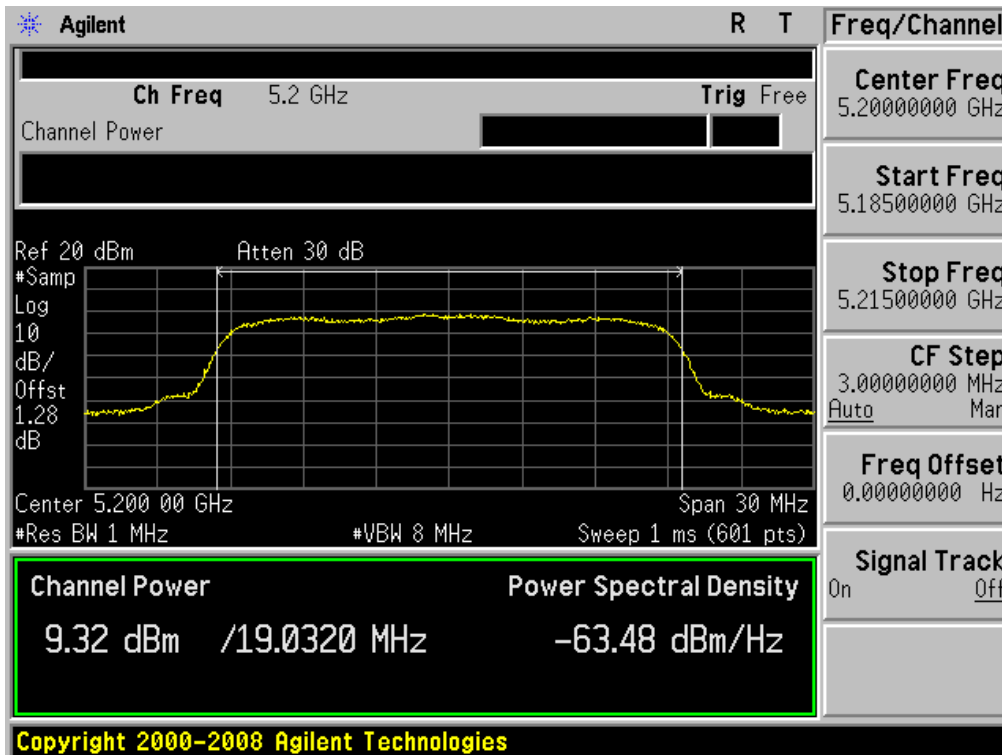 Agilent R T Freq/Channel
Ch Freq 5.2 GHz Trig Free
Channel Power
Center Freq
5.20000000 GHz
Start Freq
5.18500000 GHz
Stop Freq
5.21500000 GHz
CF Step
3.00000000 MHz
Auto Man
Freq Offset
0.00000000 Hz
Signal Track
On Off
Ref 20 dBm Atten 30 dB
#Samp
Log
10
dB/
Offst
1.28
dB
Center 5.200 00 GHz Span 30 MHz
#Res BW 1 MHz #VBW 8 MHz Sweep 1 ms (601 pts)
Channel Power Power Spectral Density
9.32 dBm /19.0320 MHz -63.48 dBm/Hz
Copyright 2000-2008 Agilent Technologies